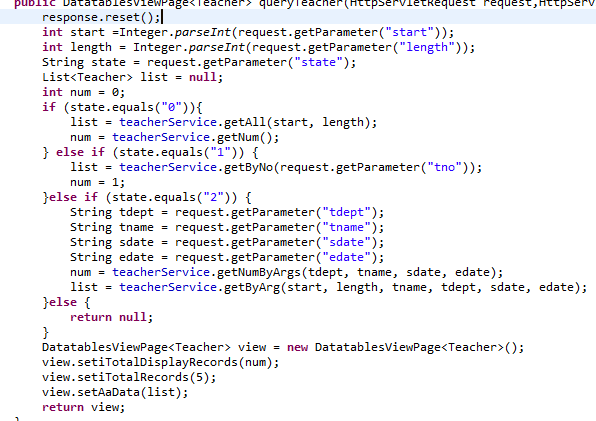 public DatatablesViewPage<Teacher> queryTeacher(HttpServletRequest request,HttpServ
response.reset();
int start =Integer.parseInt(request.getParameter("start"));
int length = Integer.parseInt(request.getParameter("length"));
String state = request.getParameter("state");
List<Teacher> list = null;
int num = 0;
if (state.equals("0")){
list = teacherService.getAll(start, length);
num = teacherService.getNum();
} else if (state.equals("1")) {
list = teacherService.getByNo(request.getParameter("tno"));
num = 1;
}else if (state.equals("2")) {
String tdept = request.getParameter("tdept");
String tname = request.getParameter("tname");
String sdate = request.getParameter("sdate");
String edate = request.getParameter("edate");
num = teacherService.getNumByArgs(tdept, tname, sdate, edate);
list = teacherService.getByArg(start, length, tname, tdept, sdate, edate);
}else {
return null;
}
DatatablesViewPage<Teacher> view = new DatatablesViewPage<Teacher>();
view.setiTotalDisplayRecords(num);
view.setiTotalRecords(5);
view.setAaData(list);
return view;
}